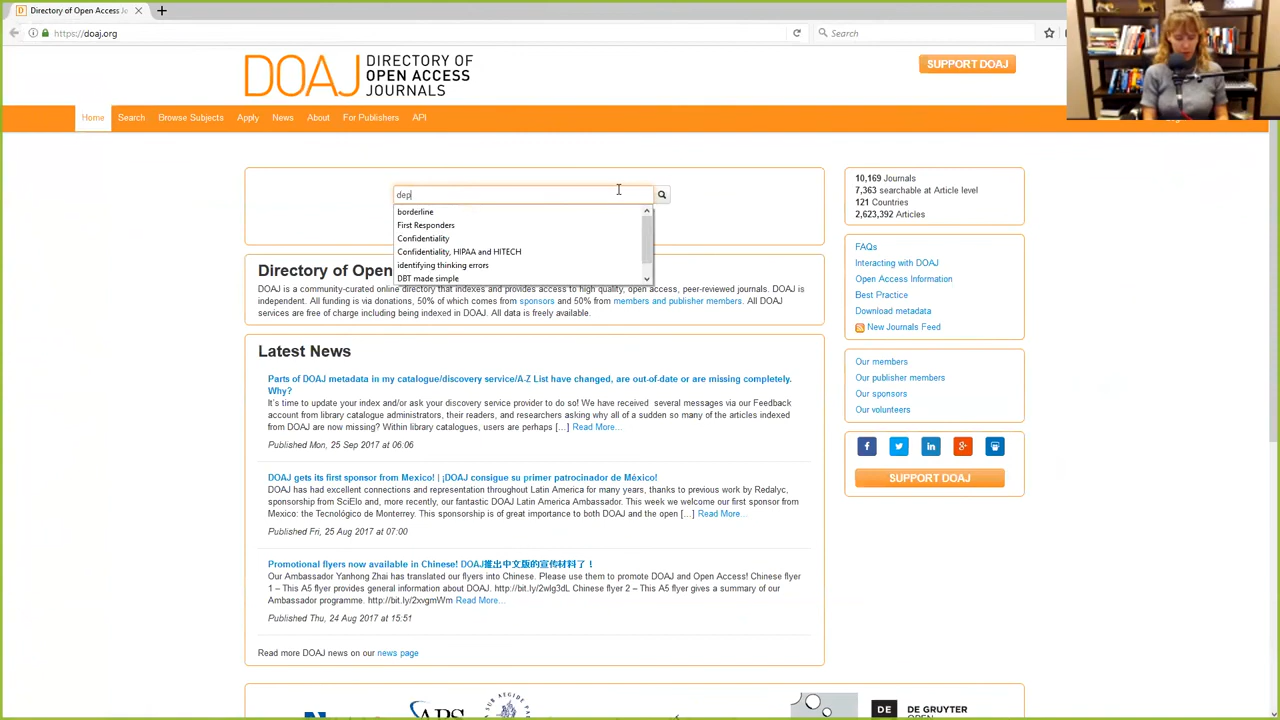 Directory of Open Access J
https://doaj.org
Search
DOAJ
DIRECTORY OF
OPEN ACCESS
JOURNALS
SUPPORT DOAJ
Home Search Browse Subjects Apply News About For Publishers API
dep
borderline
First Responders
Confidentiality
Confidentiality, HIPAA and HITECH
identifying thinking errors
DBT made simple
Directory of Open
DOAJ is a community-curated online directory that indexes and provides access to high quality, open access, peer-reviewed journals. DOAJ is
independent. All funding is via donations, 50% of which comes from sponsors and 50% from members and publisher members. All DOAJ
services are free of charge including being indexed in DOAJ. All data is freely available.
Latest News
Parts of DOAJ metadata in my catalogue/discovery service/A-Z List have changed, are out-of-date or are missing completely.
Why?
It's time to update your index and/or ask your discovery service provider to do so! We have received several messages via our Feedback
account from library catalogue administrators, their readers, and researchers asking why all of a sudden so many of the articles indexed
from DOAJ are now missing? Within library catalogues, users are perhaps […] Read More...
Published Mon, 25 Sep 2017 at 06:06
DOAJ gets its first sponsor from Mexico! | ¡DOAJ consigue su primer patrocinador de México!
DOAJ has had excellent connections and representation throughout Latin America for many years, thanks to previous work by Redalyc,
sponsorship from SciElo and, more recently, our fantastic DOAJ Latin America Ambassador. This week we welcome our first sponsor from
Mexico: the Tecnológico de Monterrey. This sponsorship is of great importance to both DOAJ and the open […] Read More...
Published Fri, 25 Aug 2017 at 07:00
Promotional flyers now available in Chinese! DOAJ推出中文版的宣传材料了！
Our Ambassador Yanhong Zhai has translated our flyers into Chinese. Please use them to promote DOAJ and Open Access! Chinese flyer
1 – This A5 flyer provides general information about DOAJ. http://bit.ly/2wlg3dL Chinese flyer 2 – This A5 flyer gives a summary of our
Ambassador programme. http://bit.ly/2xvgmWm Read More...
Published Thu, 24 Aug 2017 at 15:51
Read more DOAJ news on our news page
10,169 Journals
7,363 searchable at Article level
121 Countries
2,623,392 Articles
FAQs
Interacting with DOAJ
Open Access Information
Best Practice
Download metadata
New Journals Feed
Our members
Our publisher members
Our sponsors
Our volunteers
SUPPORT DOAJ
DE DE GRUYTER